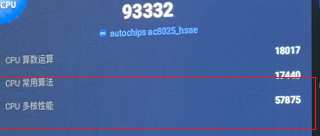 CPU
93332
autochips ac8025_hsae
CPU 算数运算 18017
CPU 常用算法 17440
CPU 多核性能 57875